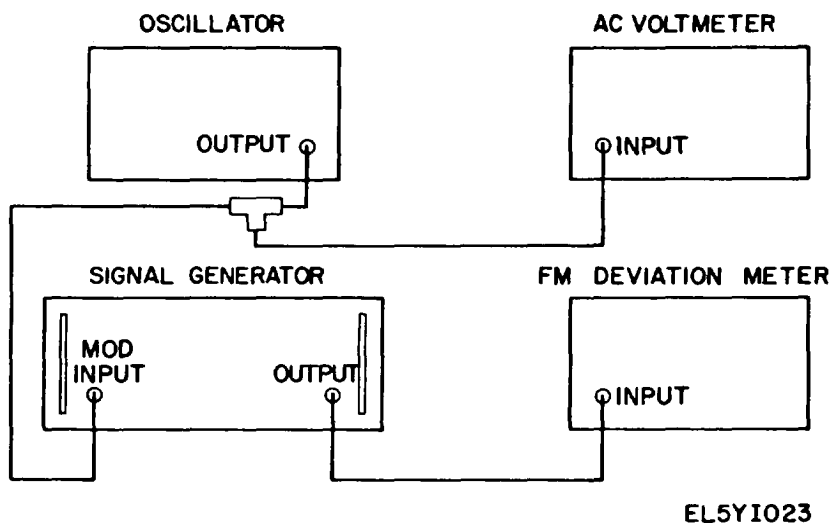 OSCILLATOR
AC VOLTMETER
OUTPUT
INPUT
SIGNAL GENERATOR
FM DEVIATION METER
MOD
INPUT
OUTPUT
INPUT
EL5YI023